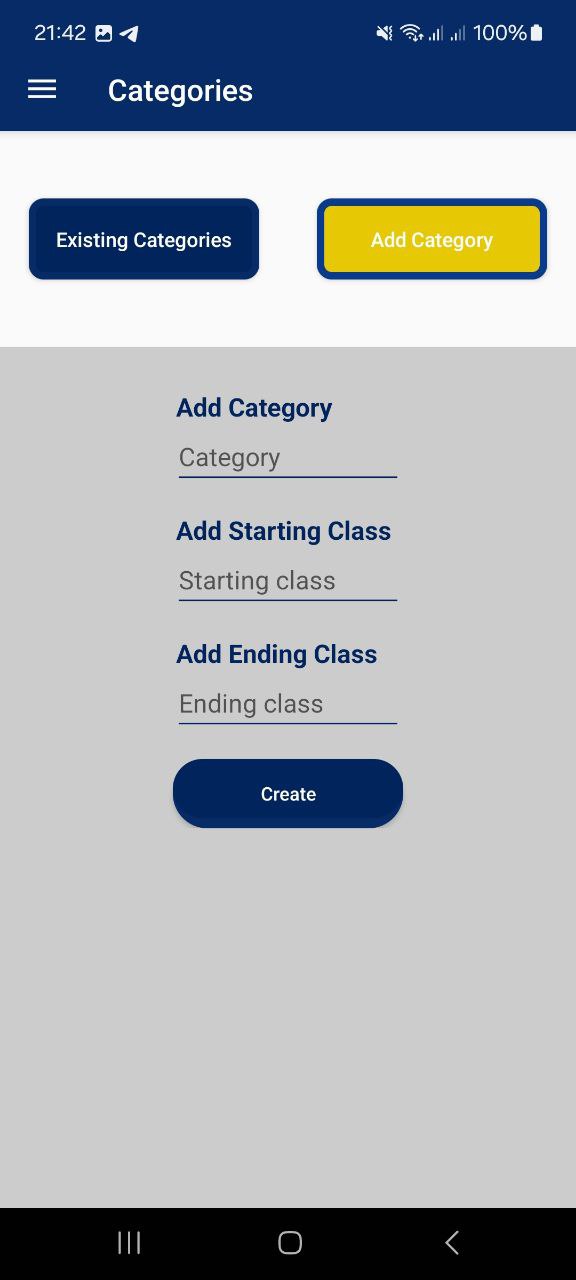 21:42 100%
Categories
Existing Categories Add Category
Add Category
Category
Add Starting Class
Starting class
Add Ending Class
Ending class
Create